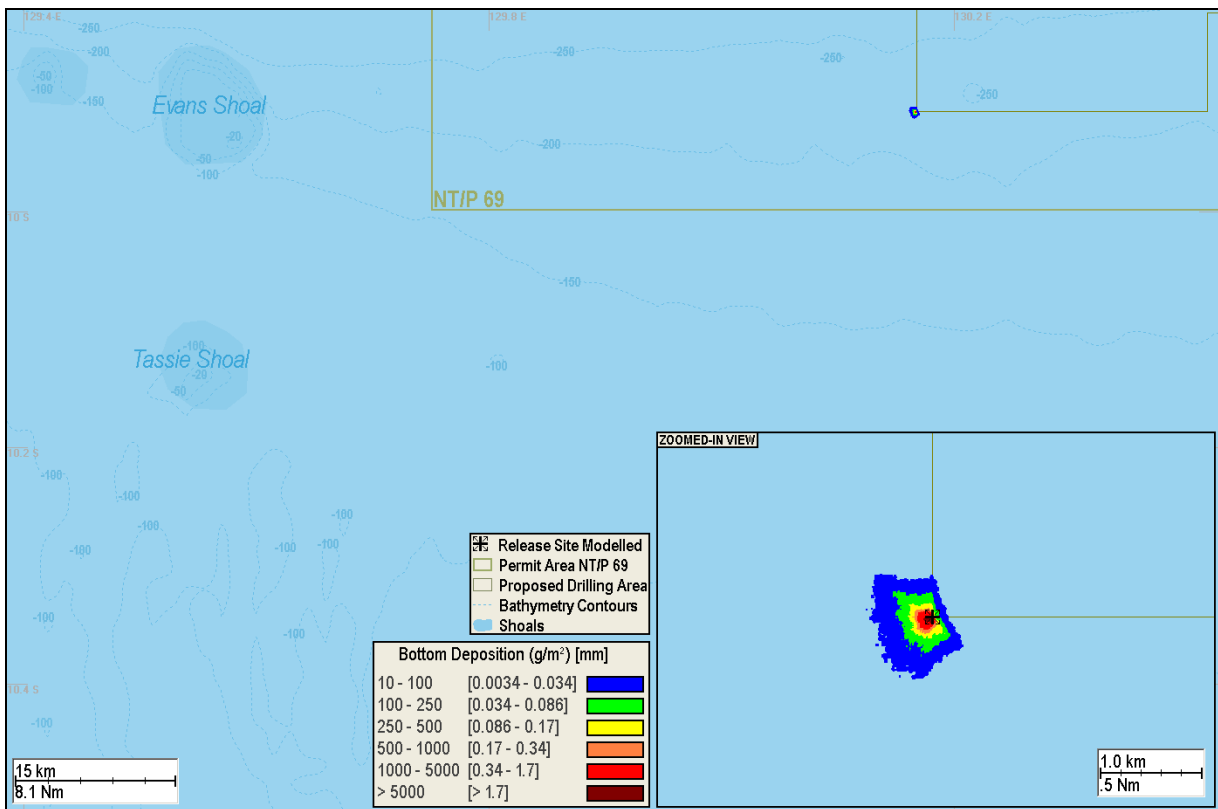 129.4 E
129.8 E
130.2 E
-250
-200
-50
-100
-150
Evans Shoal
-20
-50
-100
-250
-250
-250
-200
NT/P 69
10 S
-150
-100
Tassie Shoal
-20
-50
-100
10.2 S
-100
-100
-100
-100
-100
-100
-100
-100
-100
-100
10.4 S
-100
ZOOMED-IN VIEW
Release Site Modelled
Permit Area NT/P 69
Proposed Drilling Area
Bathymetry Contours
Shoals
Bottom Deposition (g/m²) [mm]
10 - 100 [0.0034 - 0.034]
100 - 250 [0.034 - 0.086]
250 - 500 [0.086 - 0.17]
500 - 1000 [0.17 - 0.34]
1000 - 5000 [0.34 - 1.7]
> 5000 [> 1.7]
15 km
8.1 Nm
1.0 km
.5 Nm